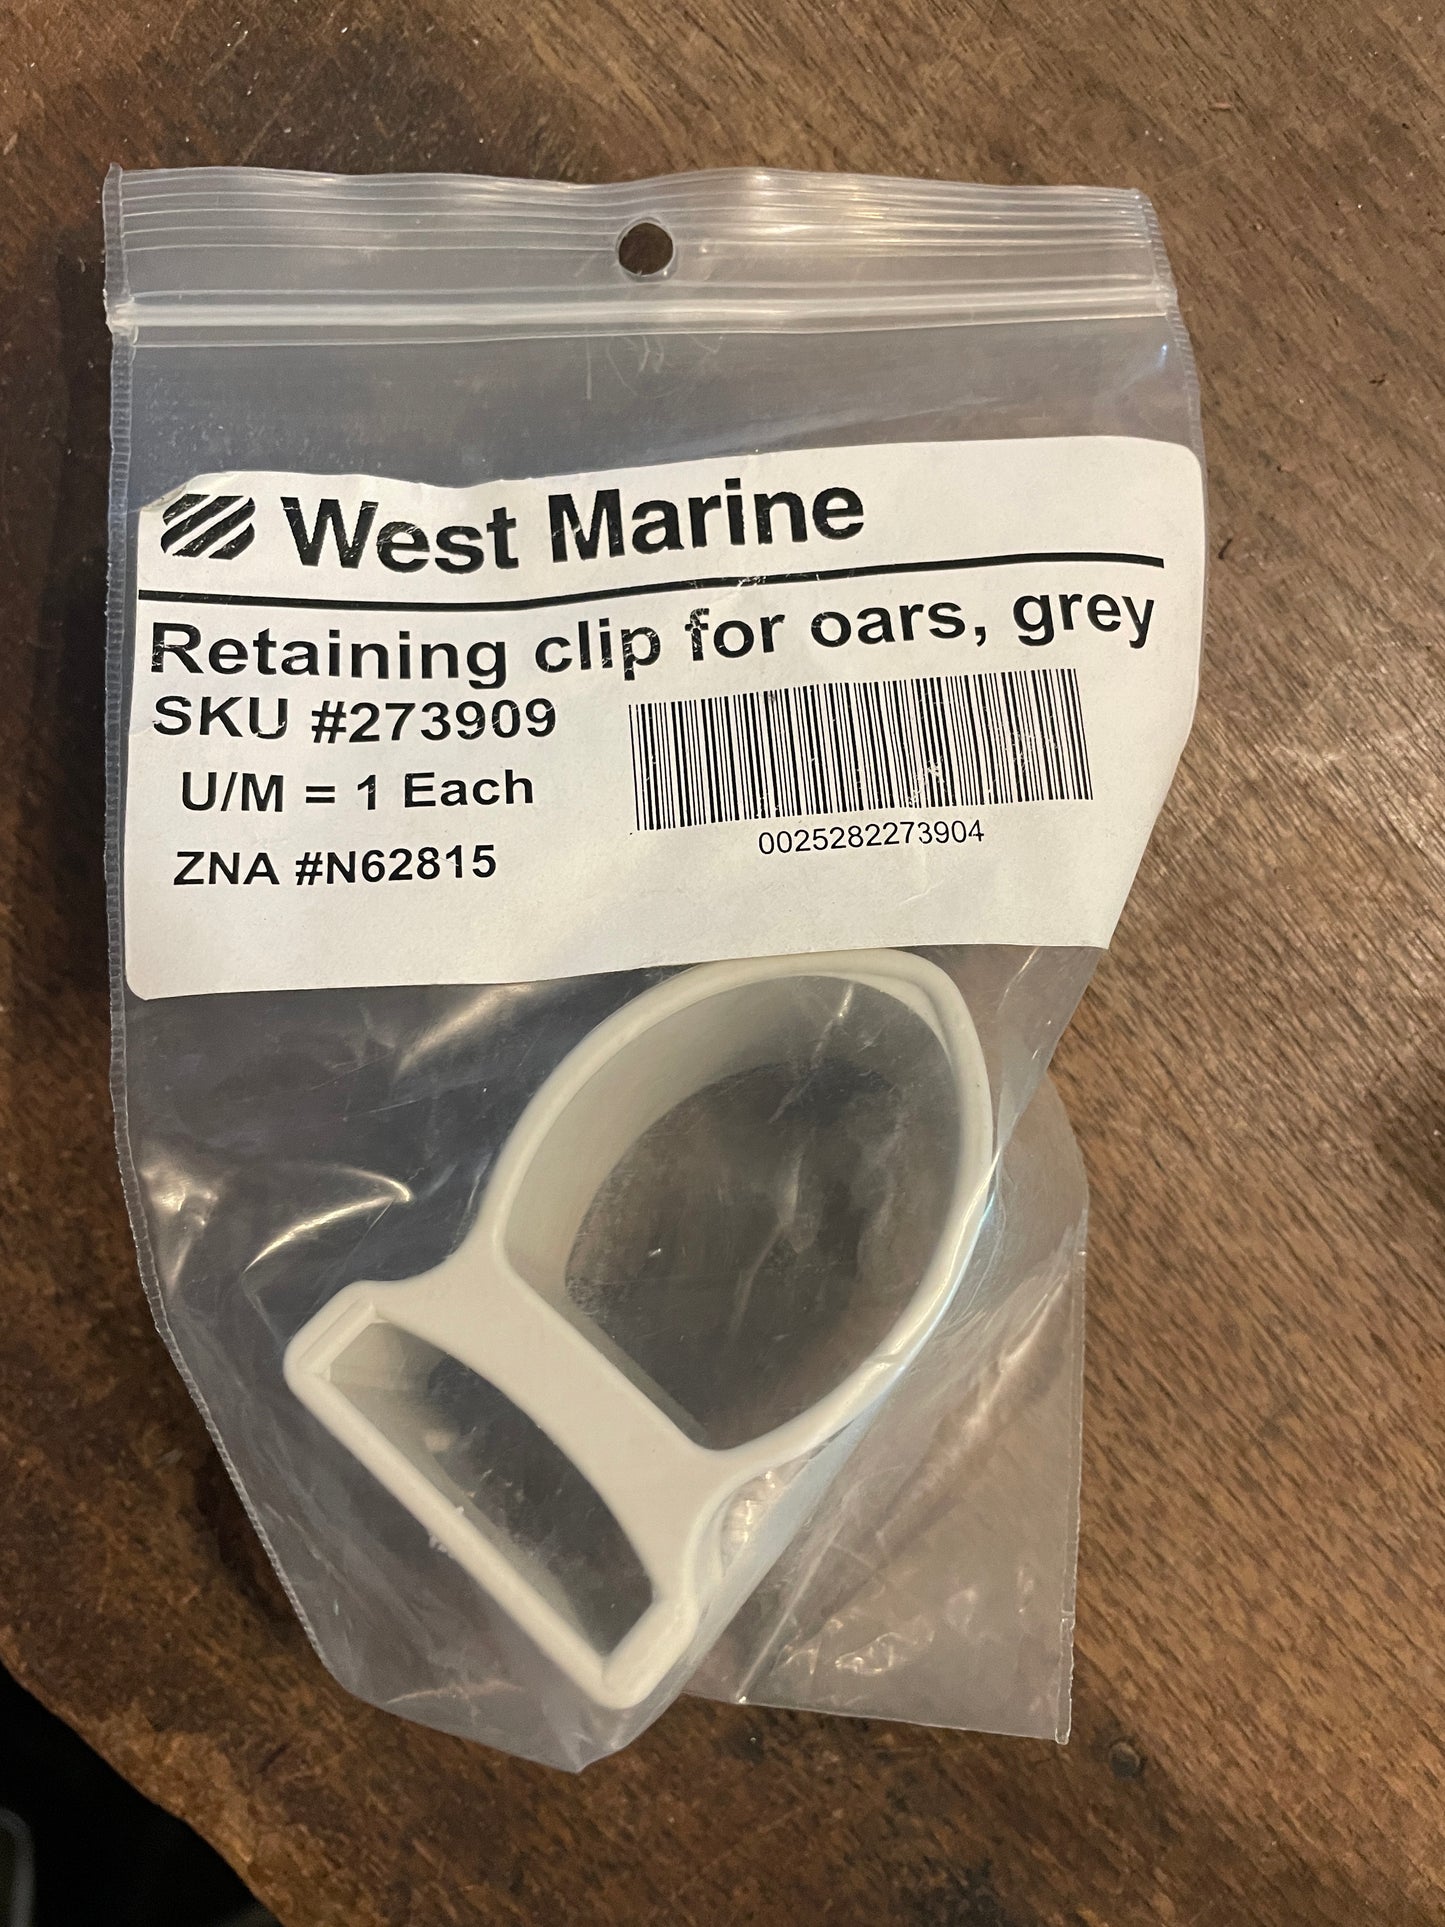 West Marine
Retaining clip for oars, grey
SKU #273909
U/M = 1 Each
ZNA #N62815
0025282273904